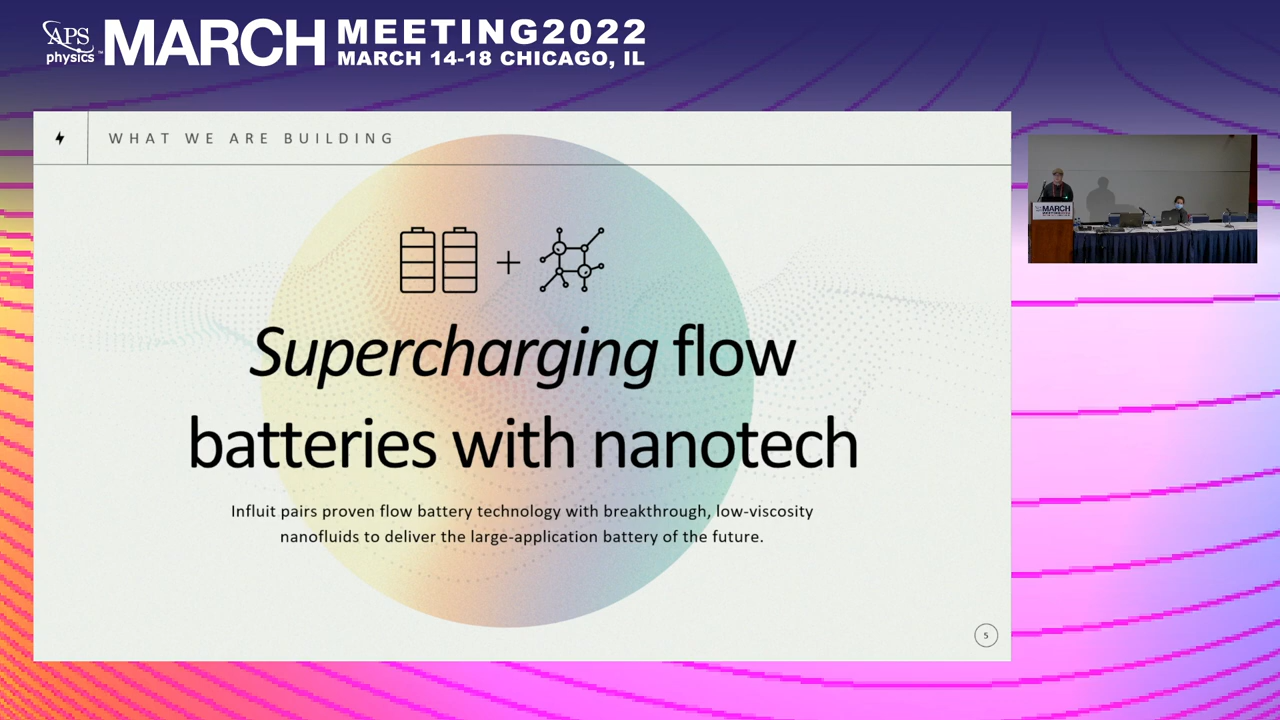 APS
physics
MARCH
MEETING2022
MARCH 14-18 CHICAGO, IL
WHAT WE ARE BUILDING
Supercharging flow
batteries with nanotech
Influit pairs proven flow battery technology with breakthrough, low-viscosity
nanofluids to deliver the large-application battery of the future.
5
MARCH